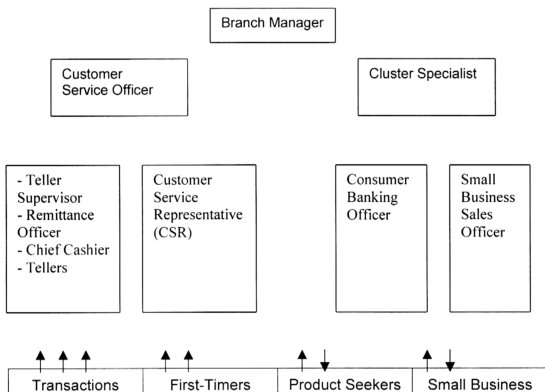 Branch Manager
Customer
Service Officer
Cluster Specialist
- Teller
Supervisor
- Remittance
Officer
- Chief Cashier
- Tellers
Customer
Service
Representative
(CSR)
Consumer
Banking
Officer
Small
Business
Sales
Officer
Transactions
First-Timers
Product Seekers
Small Business